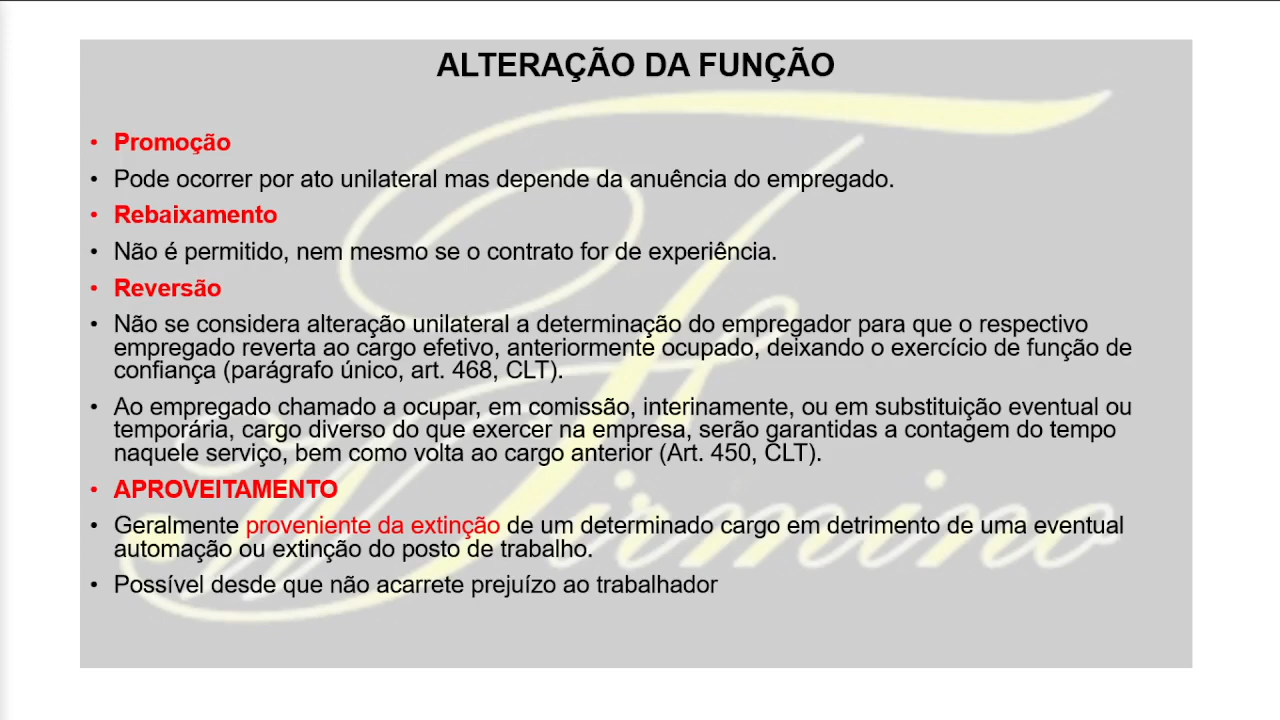 ALTERAÇÃO DA FUNÇÃO
• Promoção
• Pode ocorrer por ato unilateral mas depende da anuência do empregado.
• Rebaixamento
• Não é permitido, nem mesmo se o contrato for de experiência.
• Reversão
• Não se considera alteração unilateral a determinação do empregador para que o respectivo
empregado reverta ao cargo efetivo, anteriormente ocupado, deixando o exercício de função de
confiança (parágrafo único, art. 468, CLT).
• Ao empregado chamado a ocupar, em comissão, interinamente, ou em substituição eventual ou
temporária, cargo diverso do que exercer na empresa, serão garantidas a contagem do tempo
naquele serviço, bem como volta ao cargo anterior (Art. 450, CLT).
• APROVEITAMENTO
• Geralmente proveniente da extinção de um determinado cargo em detrimento de uma eventual
automação ou extinção do posto de trabalho.
• Possível desde que não acarrete prejuízo ao trabalhador
Firmino